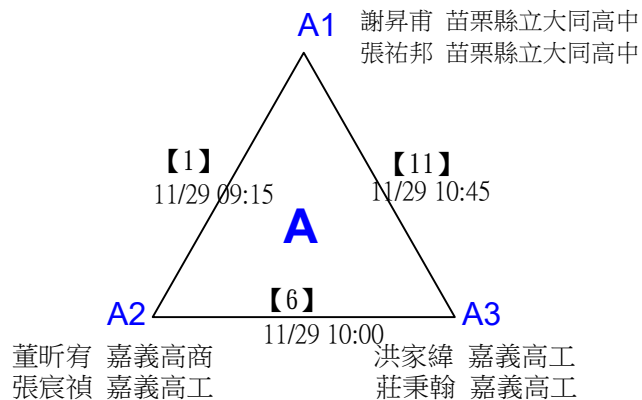 A1
謝昇甫 苗栗縣立大同高中
張祐邦 苗栗縣立大同高中
【1】
11/29 09:15
【11】
11/29 10:45
A
【6】
11/29 10:00
A2
A3
董昕宥 嘉義高商
張宸禎 嘉義高工
洪家緯 嘉義高工
莊秉翰 嘉義高工